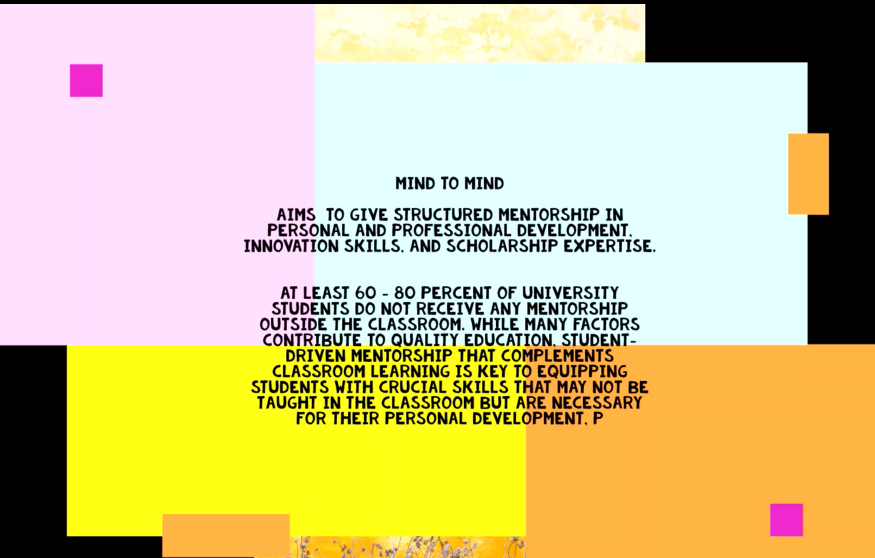 MIND TO MIND
AIMS TO GIVE STRUCTURED MENTORSHIP IN
PERSONAL AND PROFESSIONAL DEVELOPMENT,
INNOVATION SKILLS, AND SCHOLARSHIP EXPERTISE.
AT LEAST 60 - 80 PERCENT OF UNIVERSITY
STUDENTS DO NOT RECEIVE ANY MENTORSHIP
OUTSIDE THE CLASSROOM. WHILE MANY FACTORS
CONTRIBUTE TO QUALITY EDUCATION, STUDENT-
DRIVEN MENTORSHIP THAT COMPLEMENTS
CLASSROOM LEARNING IS KEY TO EQUIPPING
STUDENTS WITH CRUCIAL SKILLS THAT MAY NOT BE
TAUGHT IN THE CLASSROOM BUT ARE NECESSARY
FOR THEIR PERSONAL DEVELOPMENT. P